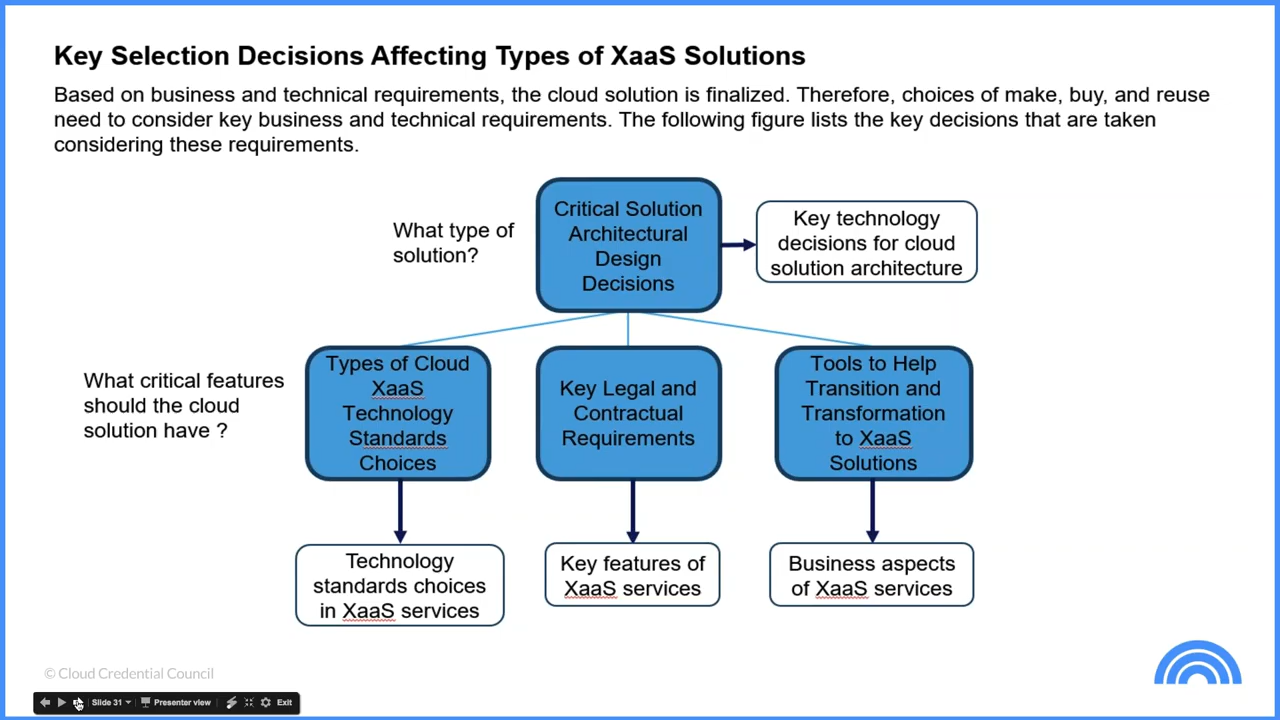 Key Selection Decisions Affecting Types of XaaS Solutions
Based on business and technical requirements, the cloud solution is finalized. Therefore, choices of make, buy, and reuse
need to consider key business and technical requirements. The following figure lists the key decisions that are taken
considering these requirements.
What type of
solution?
Critical Solution
Architectural
Design
Decisions
Key technology
decisions for cloud
solution architecture
What critical features
should the cloud
solution have ?
Types of Cloud
XaaS
Technology
Standards
Choices
Key Legal and
Contractual
Requirements
Tools to Help
Transition and
Transformation
to XaaS
Solutions
Technology
standards choices
in XaaS services
Key features of
XaaS services
Business aspects
of XaaS services
© Cloud Credential Council
Slide 31 Presenter view Exit